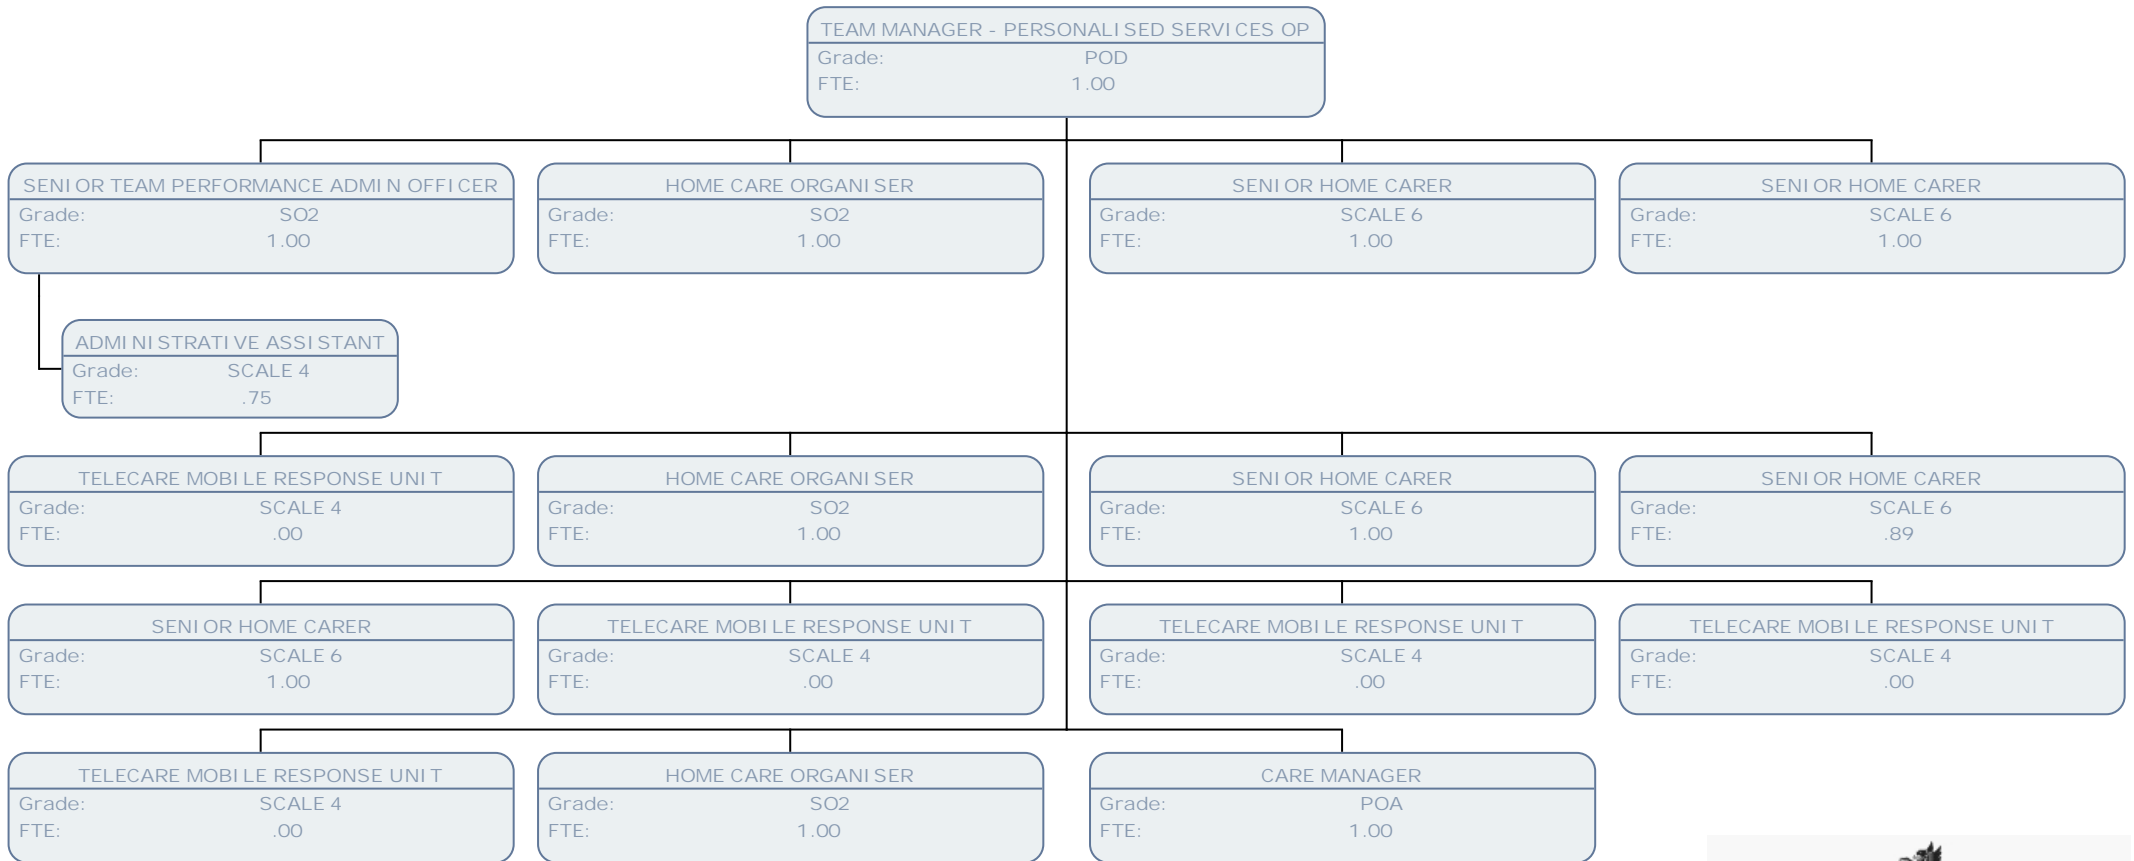 TEAM MANAGER - PERSONALISED SERVICES OP
Grade: POD
FTE: 1.00
SENIOR TEAM PERFORMANCE ADMIN OFFICER
Grade: SO2
FTE: 1.00
HOME CARE ORGANISER
Grade: SO2
FTE: 1.00
SENIOR HOME CARER
Grade: SCALE 6
FTE: 1.00
SENIOR HOME CARER
Grade: SCALE 6
FTE: 1.00
ADMINISTRATIVE ASSISTANT
Grade: SCALE 4
FTE: .75
TELECARE MOBILE RESPONSE UNIT
Grade: SCALE 4
FTE: .00
HOME CARE ORGANISER
Grade: SO2
FTE: 1.00
SENIOR HOME CARER
Grade: SCALE 6
FTE: 1.00
SENIOR HOME CARER
Grade: SCALE 6
FTE: .89
SENIOR HOME CARER
Grade: SCALE 6
FTE: 1.00
TELECARE MOBILE RESPONSE UNIT
Grade: SCALE 4
FTE: .00
TELECARE MOBILE RESPONSE UNIT
Grade: SCALE 4
FTE: .00
TELECARE MOBILE RESPONSE UNIT
Grade: SCALE 4
FTE: .00
TELECARE MOBILE RESPONSE UNIT
Grade: SCALE 4
FTE: .00
HOME CARE ORGANISER
Grade: SO2
FTE: 1.00
CARE MANAGER
Grade: POA
FTE: 1.00